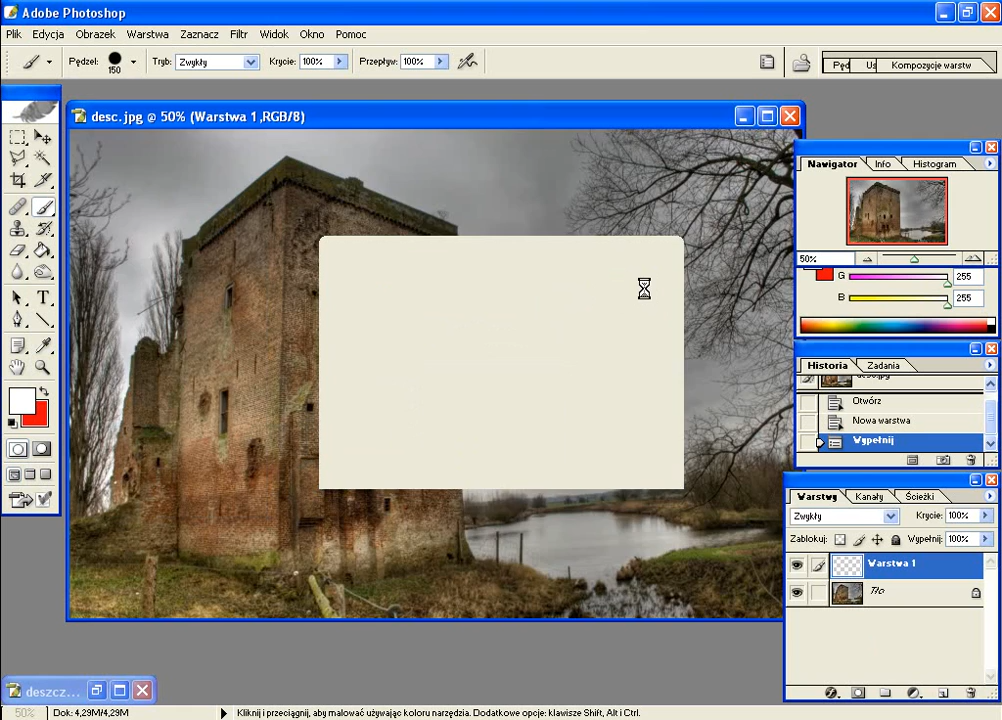 Adobe Photoshop
Plik Edycja Obrazek Warstwa Zaznacz Filtr Widok Okno Pomoc
Pędzel: 150 Tryb: Zwykły Krycie: 100% Przepływ: 100% Pęd Us Kompozycje warstw
desc.jpg @ 50% (Warstwa 1,RGB/8)
Nawigator Info Histogram
50%
G 255
B 255
Historia Zadania
desc.jpg
Otwórz
Nowa warstwa
Wypełnij
Warstwy Kanały Ścieżki
Zwykły Krycie: 100%
Zablokuj: Wypełnij: 100%
Warstwa 1
Tło
deszcz...
50% Dok: 4,29M/4,29M Kliknij i przeciągnij, aby malować używając koloru narzędzia. Dodatkowe opcje: klawisze Shift, Alt i Ctrl.